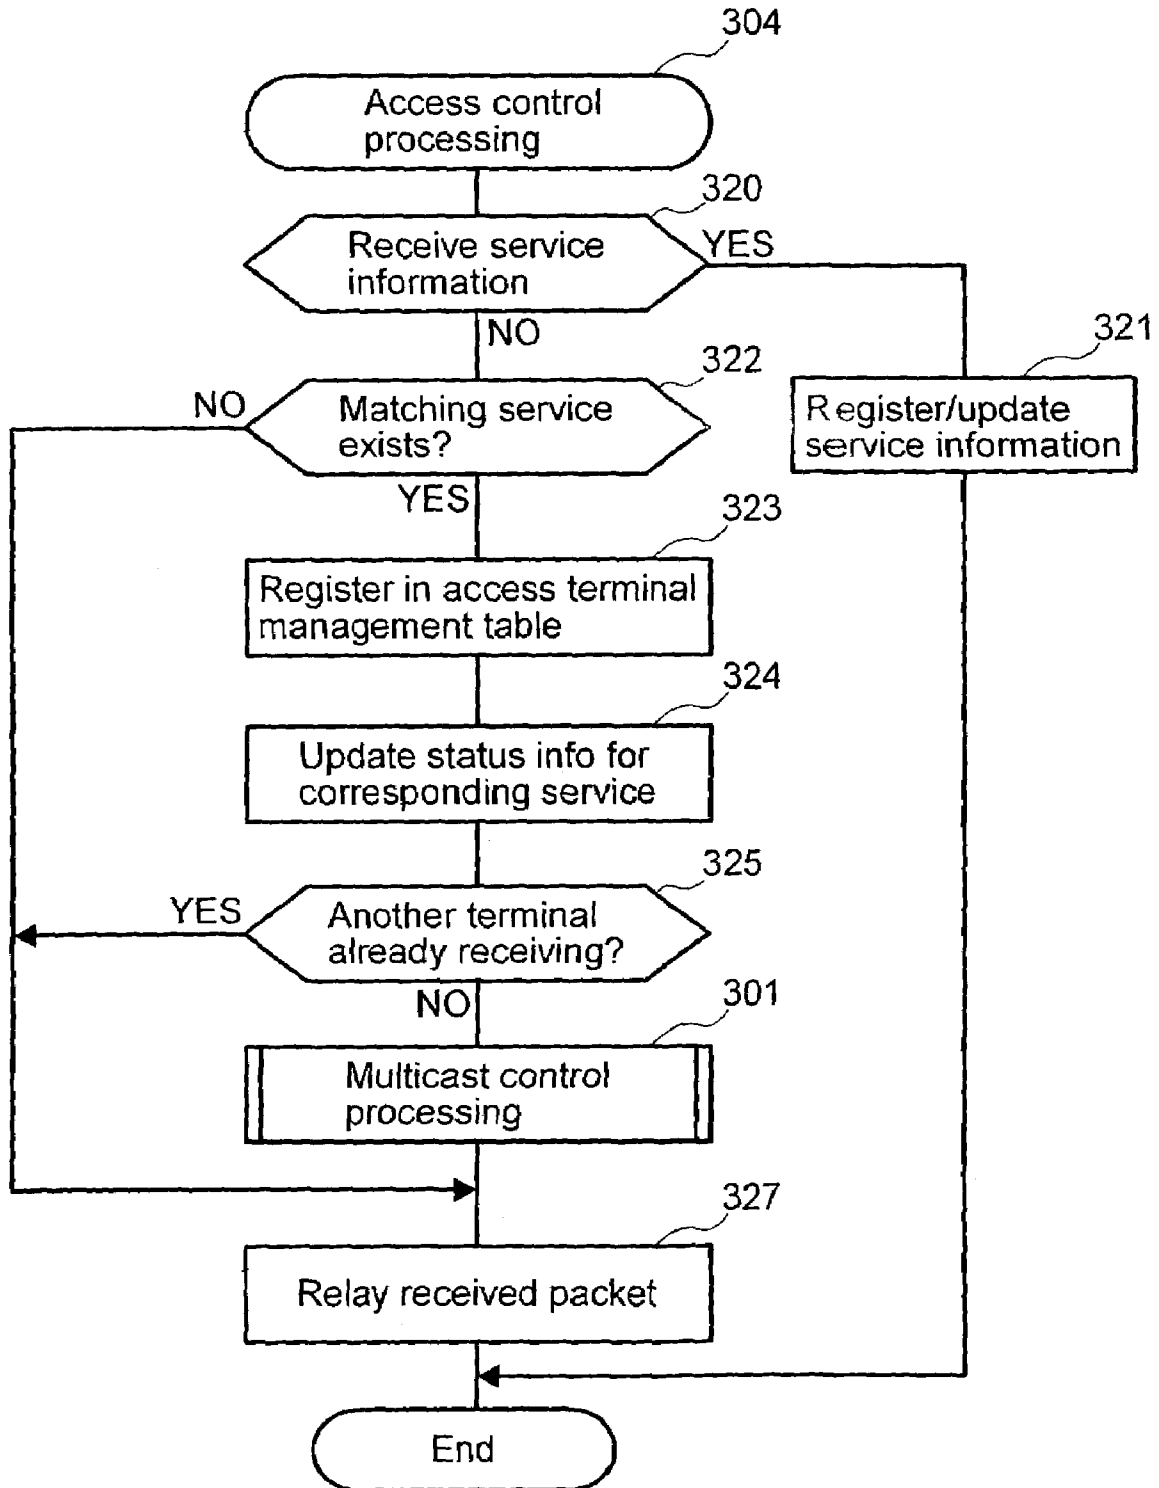 304
Access control
processing
320
Receive service
information
YES
NO
321
Register/update
service information
322
Matching service
exists?
NO
YES
323
Register in access terminal
management table
324
Update status info for
corresponding service
325
Another terminal
already receiving?
YES
NO
301
Multicast control
processing
327
Relay received packet
End